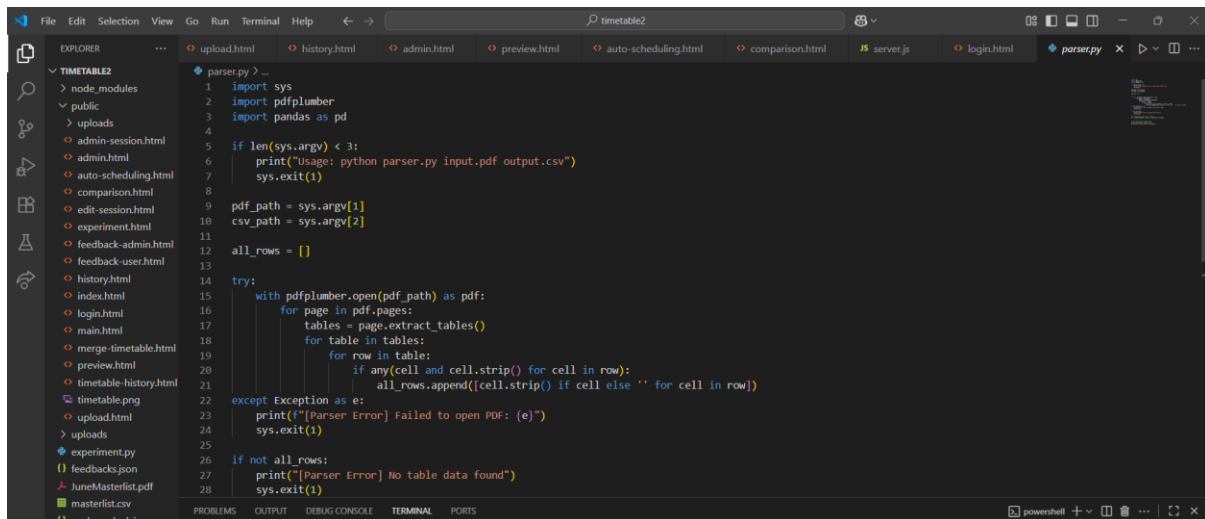 File Edit Selection View Go Run Terminal Help
timetable2
EXPLORER
upload.html history.html admin.html preview.html auto-scheduling.html comparison.html JS server.js login.html parser.py
TIMETABLE2
node_modules
public
uploads
admin-session.html
admin.html
auto-scheduling.html
comparison.html
edit-session.html
experiment.html
feedback-admin.html
feedback-user.html
history.html
index.html
login.html
main.html
merge-timetable.html
preview.html
timetable-history.html
timetable.png
upload.html
uploads
experiment.py
{} feedbacks.json
JuneMasterlist.pdf
masterlist.csv
parser.py > ...
1 import sys
2 import pdfplumber
3 import pandas as pd
4
5 if len(sys.argv) < 3:
6     print("Usage: python parser.py input.pdf output.csv")
7     sys.exit(1)
8
9 pdf_path = sys.argv[1]
10 csv_path = sys.argv[2]
11
12 all_rows = []
13
14 try:
15     with pdfplumber.open(pdf_path) as pdf:
16         for page in pdf.pages:
17             tables = page.extract_tables()
18             for table in tables:
19                 for row in table:
20                     if any(cell and cell.strip() for cell in row):
21                         all_rows.append([cell.strip() if cell else '' for cell in row])
22 except Exception as e:
23     print(f"[Parser Error] Failed to open PDF: {e}")
24     sys.exit(1)
25
26 if not all_rows:
27     print("[Parser Error] No table data found")
28     sys.exit(1)
PROBLEMS OUTPUT DEBUG CONSOLE TERMINAL PORTS
powershell